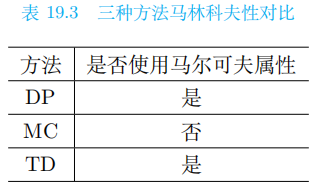 表 19.3 三种方法马林科夫性对比
方法 是否使用马尔可夫属性
DP 是
MC 否
TD 是